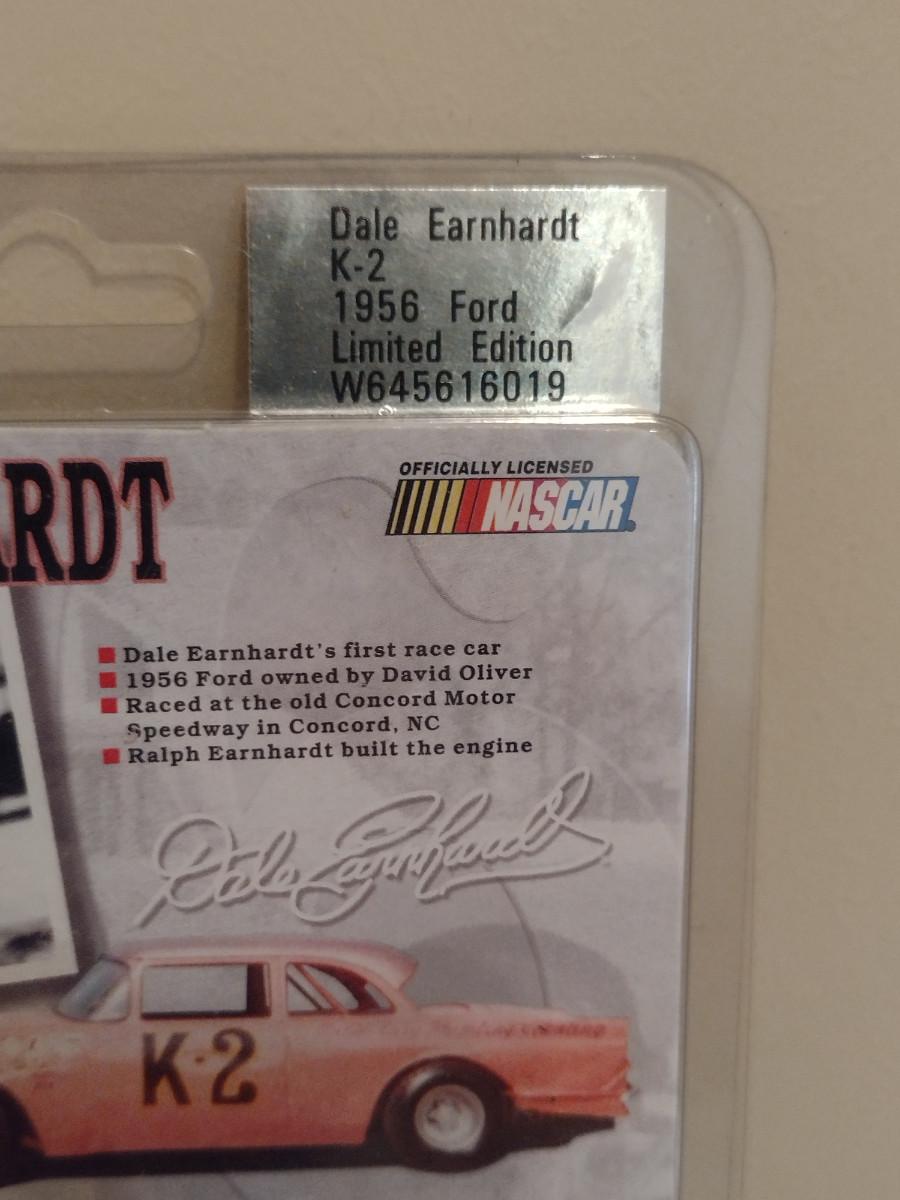 Dale Earnhardt
K-2
1956 Ford
Limited Edition
W645616019
ARDT
OFFICIALLY LICENSED
NASCAR
Dale Earnhardt's first race car
1956 Ford owned by David Oliver
Raced at the old Concord Motor
Speedway in Concord, NC
Ralph Earnhardt built the engine
Dale Earnhardt
K-2